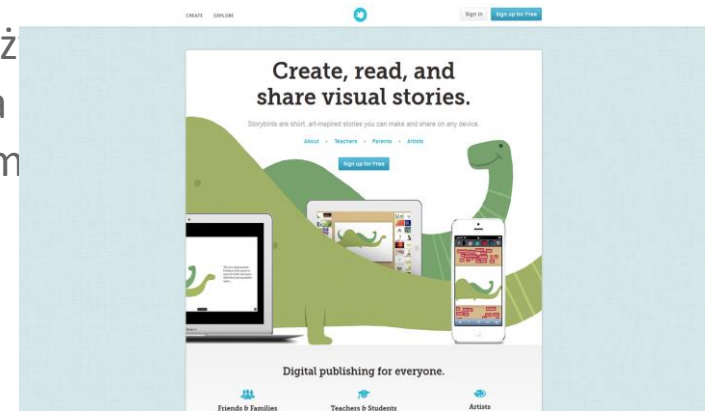 CREATE EXPLORE Sign in Sign up for Free
ż
a
m
Create, read, and
share visual stories.
Storybirds are short, art-inspired stories you can make and share on any device.
About • Teachers • Parents • Artists
Sign up for Free
Digital publishing for everyone.
Friends & Families Teachers & Students Artists